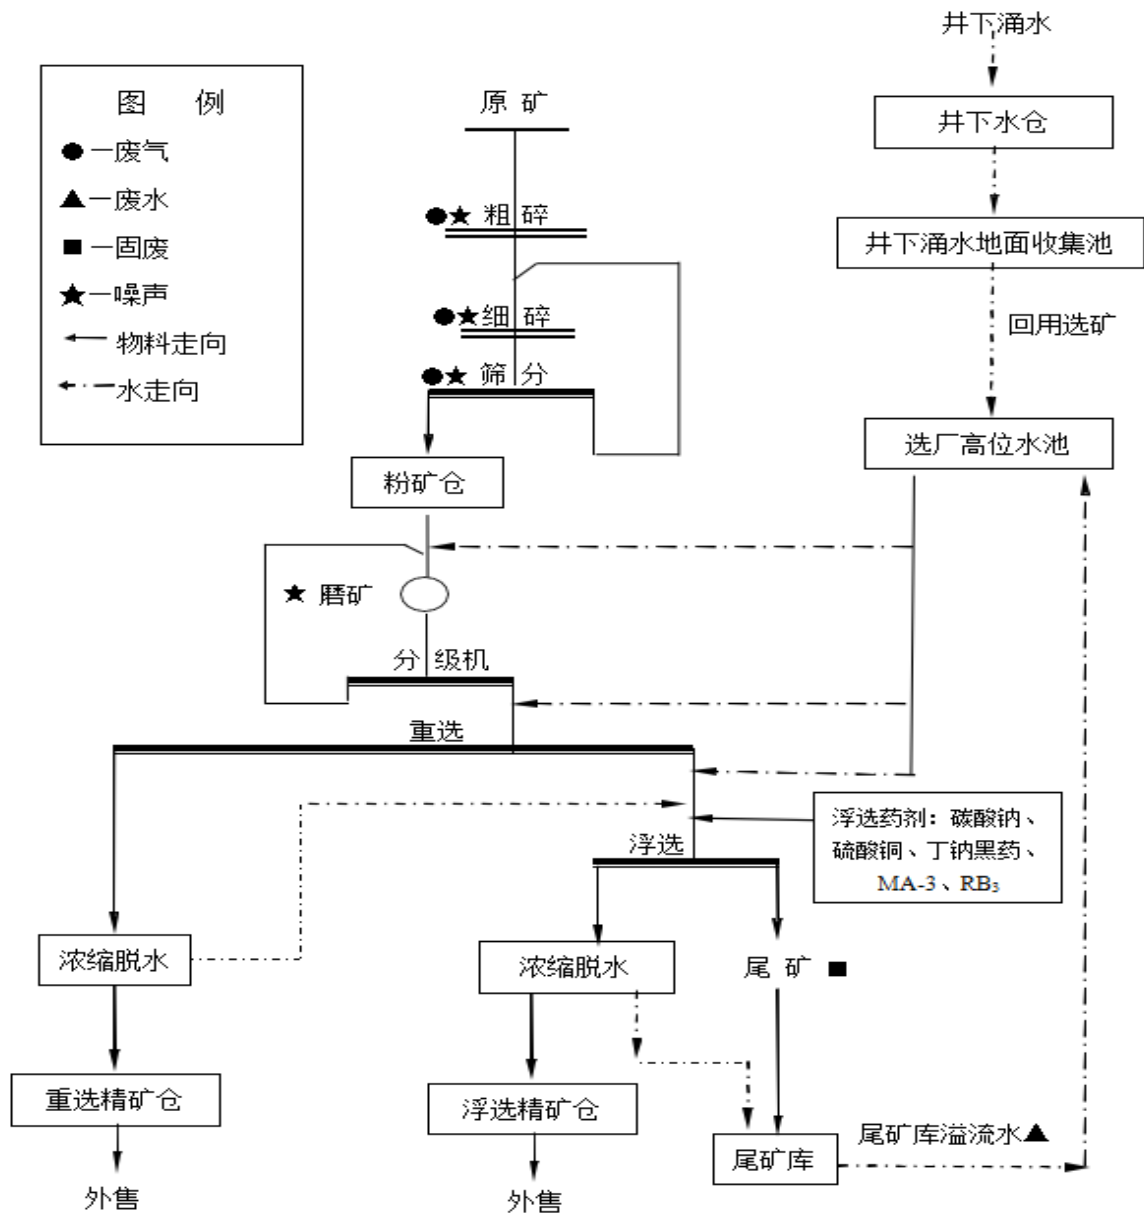 井下涌水
图 例
●—废气
▲—废水
■—固废
★—噪声
物料走向
水走向
原矿
井下水仓
●★粗碎
井下涌水地面收集池
●★细碎
回用选矿
●★筛分
选厂高位水池
粉矿仓
★ 磨矿
分级机
重选
浮选药剂：碳酸钠、
硫酸铜、丁钠黑药、
MA-3、RB₃
浮选
浓缩脱水
浓缩脱水
尾矿 ■
重选精矿仓
浮选精矿仓
尾矿库
尾矿库溢流水▲
外售
外售